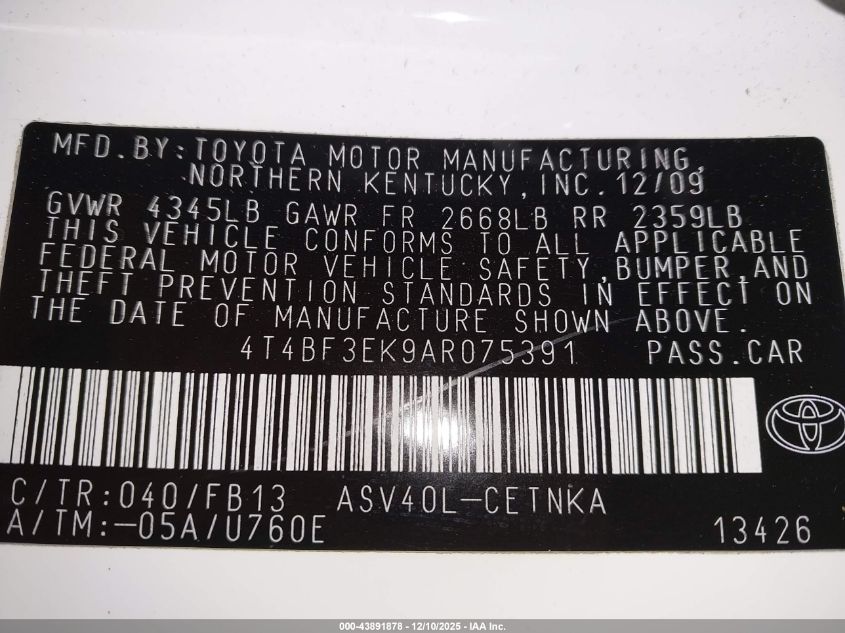 MFD.BY:TOYOTA MOTOR MANUFACTURING,
NORTHERN KENTUCKY,INC.12/09
GVWR 4345LB GAWR FR 2668LB RR 2359LB
THIS VEHICLE CONFORMS TO ALL APPLICABLE
FEDERAL MOTOR VEHICLE SAFETY,BUMPER,AND
THEFT PREVENTION STANDARDS IN EFFECT ON
THE DATE OF MANUFACTURE SHOWN ABOVE.
4T4BF3EK9AR075391 PASS.CAR
C/TR:040/FB13 ASV40L-CETNKA
A/TM:-05A/U760E 13426
000-43891878 - 12/10/2025 - IAA Inc.